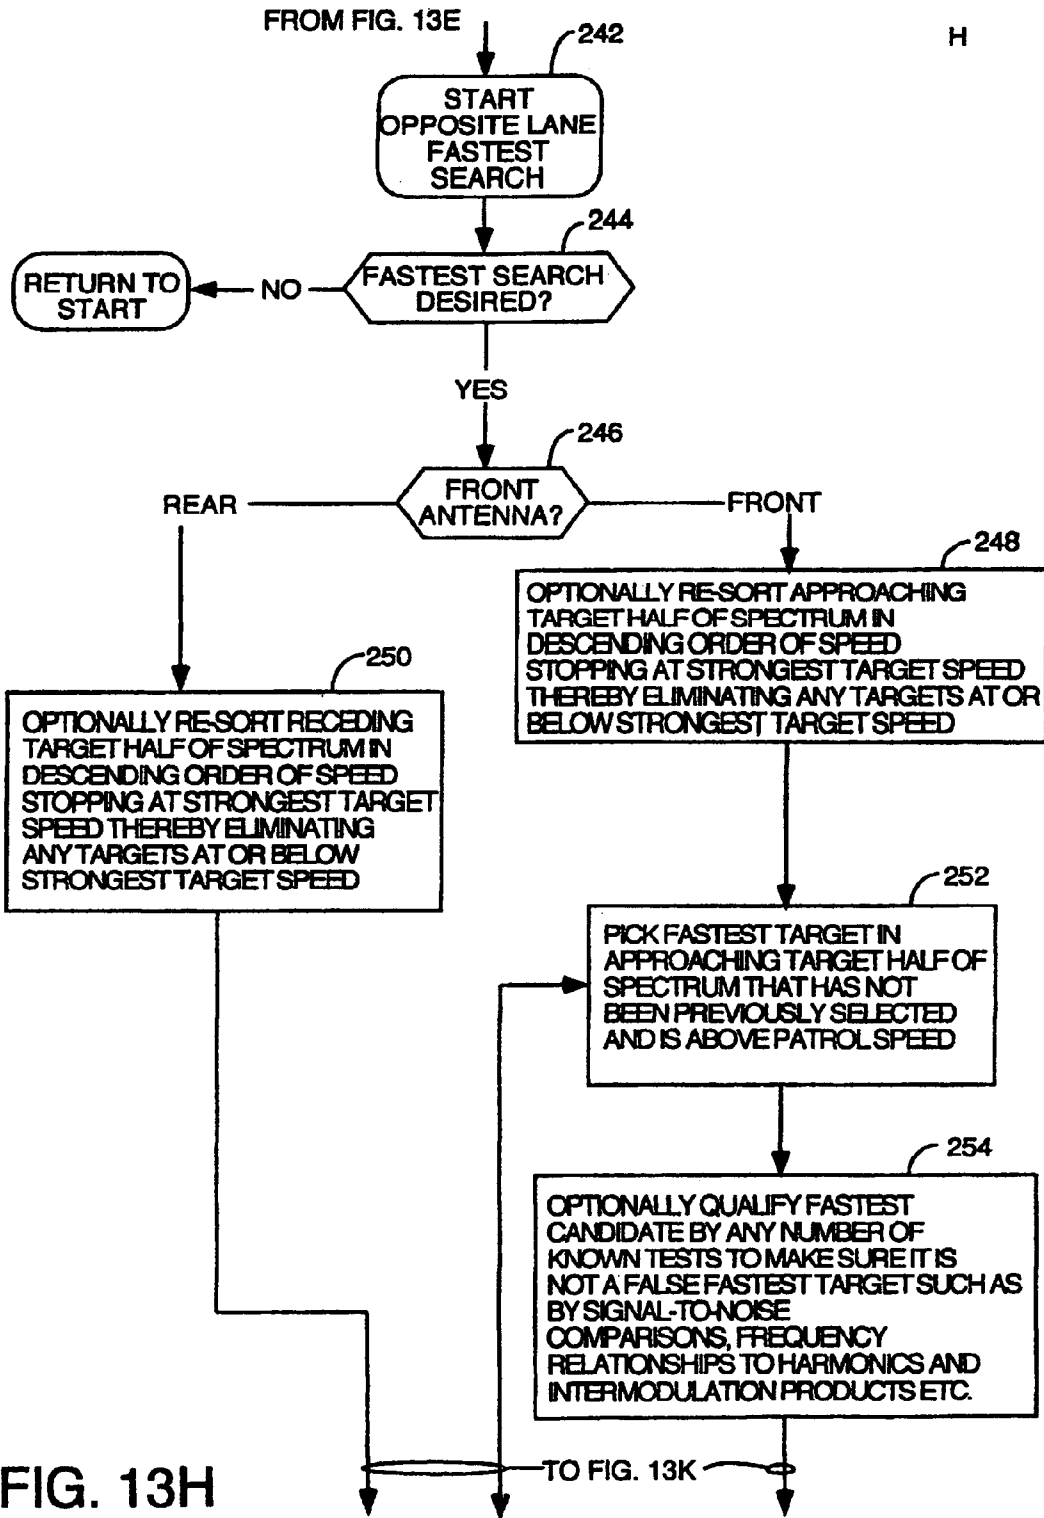 FROM FIG. 13E
H
242
START
OPPOSITE LANE
FASTEST
SEARCH
244
FASTEST SEARCH
DESIRED?
NO
RETURN TO
START
YES
246
FRONT
ANTENNA?
REAR
FRONT
248
OPTIONALLY RE-SORT APPROACHING
TARGET HALF OF SPECTRUM IN
DESCENDING ORDER OF SPEED
STOPPING AT STRONGEST TARGET SPEED
THEREBY ELIMINATING ANY TARGETS AT OR
BELOW STRONGEST TARGET SPEED
250
OPTIONALLY RE-SORT RECEDING
TARGET HALF OF SPECTRUM IN
DESCENDING ORDER OF SPEED
STOPPING AT STRONGEST TARGET
SPEED THEREBY ELIMINATING
ANY TARGETS AT OR BELOW
STRONGEST TARGET SPEED
252
PICK FASTEST TARGET IN
APPROACHING TARGET HALF OF
SPECTRUM THAT HAS NOT
BEEN PREVIOUSLY SELECTED
AND IS ABOVE PATROL SPEED
254
OPTIONALLY QUALIFY FASTEST
CANDIDATE BY ANY NUMBER OF
KNOWN TESTS TO MAKE SURE IT IS
NOT A FALSE FASTEST TARGET SUCH AS
BY SIGNAL-TO-NOISE
COMPARISONS, FREQUENCY
RELATIONSHIPS TO HARMONICS AND
INTERMODULATION PRODUCTS ETC.
TO FIG. 13K
FIG. 13H